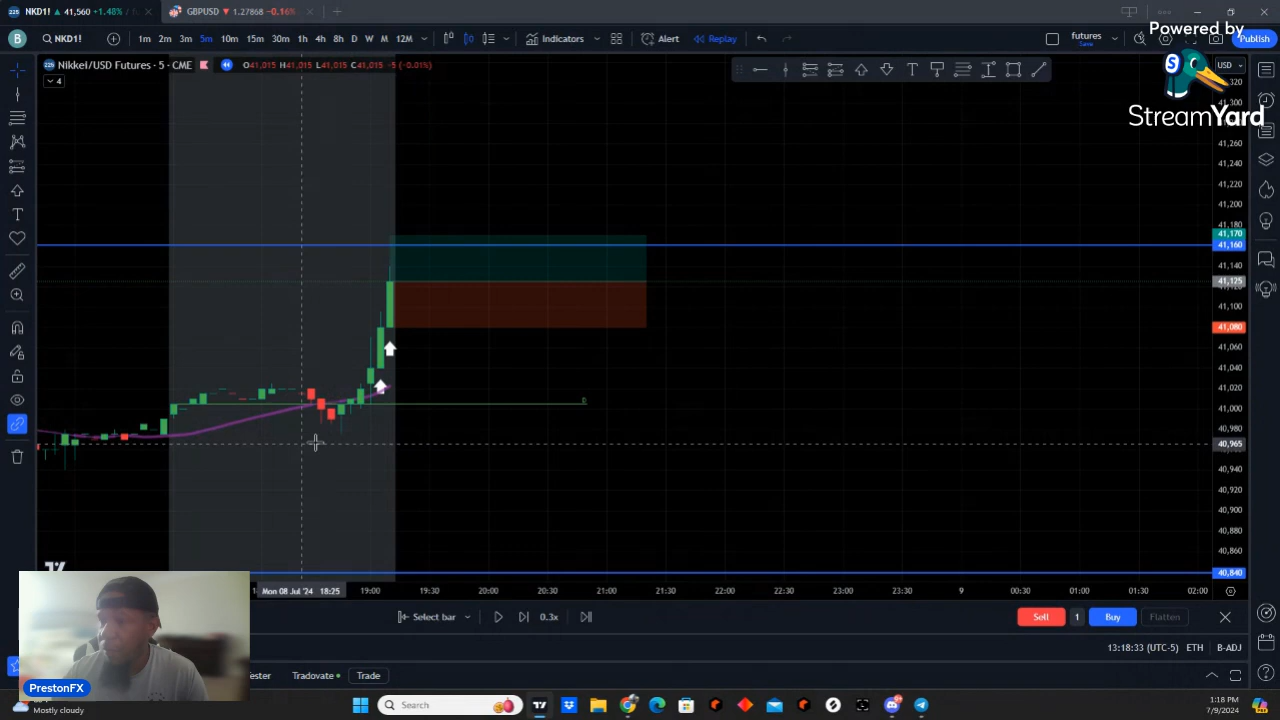 NKD1! ▲ 41,560 +1.48%
GBPUSD ▼ 1.27868 −0.16%
Powered by
StreamYard
B
NKD1!
1m 2m 3m 5m 10m 15m 30m 1h 4h 8h D W M 12M
Indicators
Alert
Replay
futures
Save
Publish
Nikkei/USD Futures · 5 · CME
O41,015 H41,015 L41,015 C41,015 −5 (−0.01%)
4
USD
41,300
41,260
41,240
41,220
41,200
41,180
41,170
41,160
41,140
41,125
41,100
41,080
41,060
41,040
41,020
41,000
40,980
40,965
40,940
40,920
40,900
40,880
40,860
40,840
Mon 08 Jul '24 18:25
19:00 19:30 20:00 20:30 21:00 21:30 22:00 22:30 23:00 23:30 9 00:30 01:00 01:30 02:00
Select bar
0.3x
Sell
1
Buy
Flatten
13:18:33 (UTC-5)
ETH
B-ADJ
Tradovate
Trade
PrestonFX
Mostly cloudy
Search
1:18 PM
7/9/2024